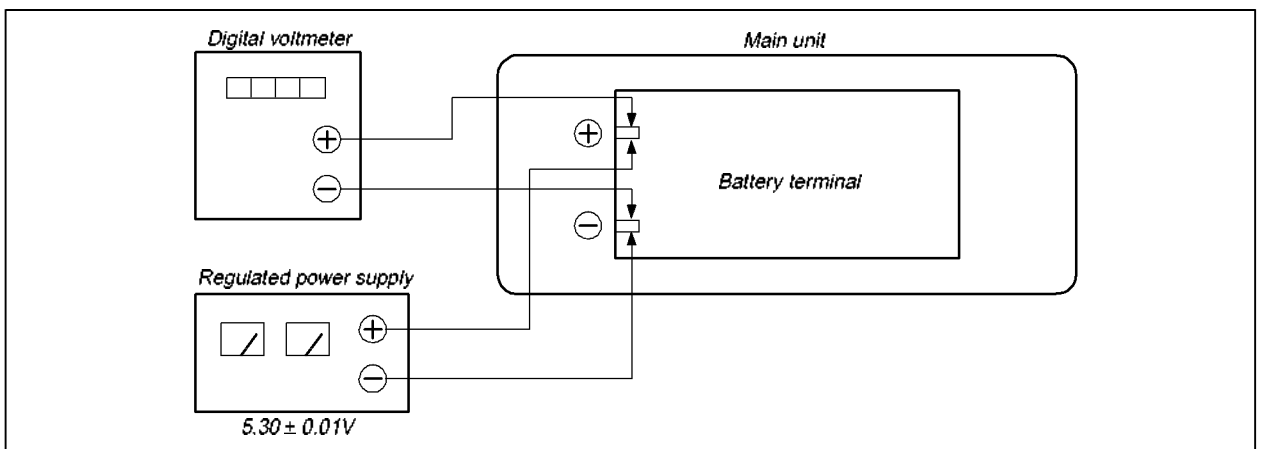 Digital voltmeter
Main unit
+
−
+
−
Battery terminal
Regulated power supply
+
−
5.30 ± 0.01V